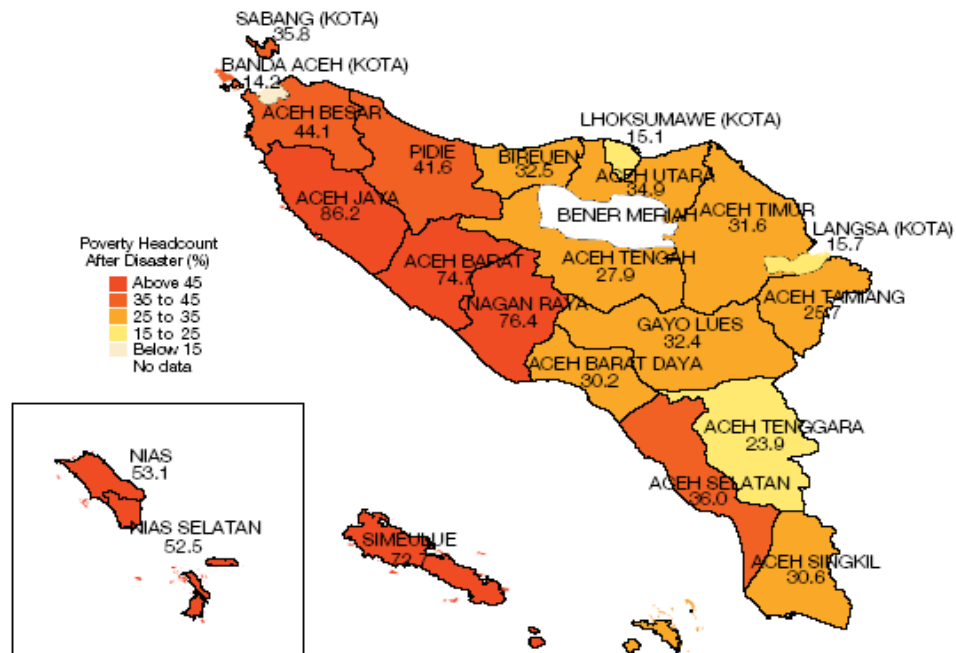 SABANG (KOTA)
35.8
BANDA ACEH (KOTA)
14.2
ACEH BESAR
44.1
PIDIE
41.6
BIREUEN
32.5
LHOKSUMAWE (KOTA)
15.1
ACEH UTARA
34.9
ACEH JAYA
86.2
BENER MERIAH
ACEH TIMUR
31.6
LANGSA (KOTA)
15.7
ACEH BARAT
74.7
ACEH TENGAH
27.9
NAGAN RAYA
76.4
ACEH TAMIANG
25.7
GAYO LUES
32.4
ACEH BARAT DAYA
30.2
ACEH TENGGARA
23.9
ACEH SELATAN
36.0
ACEH SINGKIL
30.6
SIMEULUE
72.7
Poverty Headcount
After Disaster (%)
Above 45
35 to 45
25 to 35
15 to 25
Below 15
No data
NIAS
53.1
NIAS SELATAN
52.5